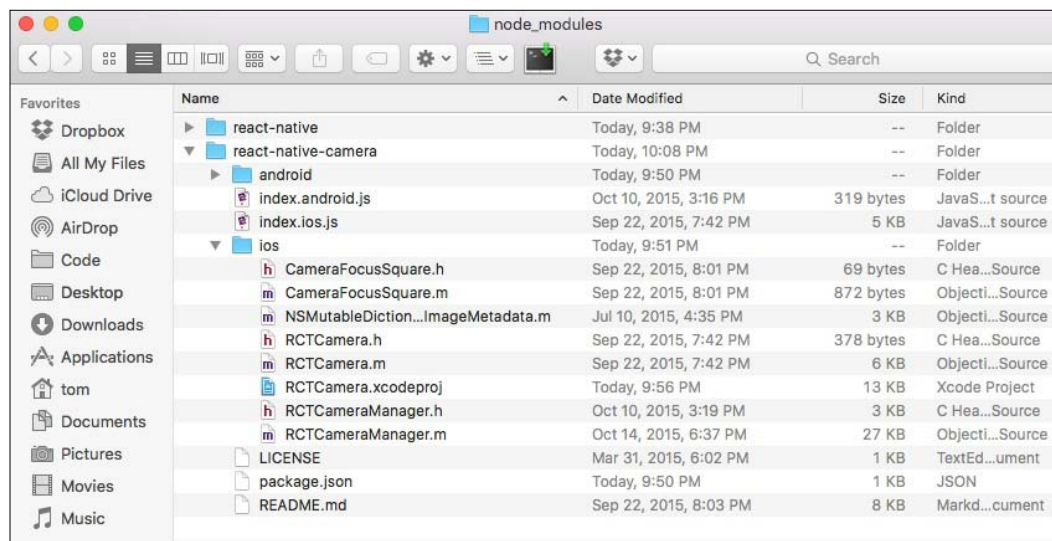 node_modules
Search
Favorites
Dropbox
All My Files
iCloud Drive
AirDrop
Code
Desktop
Downloads
Applications
tom
Documents
Pictures
Movies
Music
Name Date Modified Size Kind
react-native Today, 9:38 PM -- Folder
react-native-camera Today, 10:08 PM -- Folder
android Today, 9:50 PM -- Folder
index.android.js Oct 10, 2015, 3:16 PM 319 bytes JavaS...t source
index.ios.js Sep 22, 2015, 7:42 PM 5 KB JavaS...t source
ios Today, 9:51 PM -- Folder
h CameraFocusSquare.h Sep 22, 2015, 8:01 PM 69 bytes C Hea...Source
m CameraFocusSquare.m Sep 22, 2015, 8:01 PM 872 bytes Objecti...Source
m NSMutableDiction...ImageMetadata.m Jul 10, 2015, 4:35 PM 3 KB Objecti...Source
h RCTCamera.h Sep 22, 2015, 7:42 PM 378 bytes C Hea...Source
m RCTCamera.m Sep 22, 2015, 7:42 PM 6 KB Objecti...Source
RCTCamera.xcodeproj Today, 9:56 PM 13 KB Xcode Project
h RCTCameraManager.h Oct 10, 2015, 3:19 PM 3 KB C Hea...Source
m RCTCameraManager.m Oct 14, 2015, 6:37 PM 27 KB Objecti...Source
LICENSE Mar 31, 2015, 6:02 PM 1 KB TextEd...ument
package.json Today, 9:50 PM 1 KB JSON
README.md Sep 22, 2015, 8:03 PM 8 KB Markd...cument